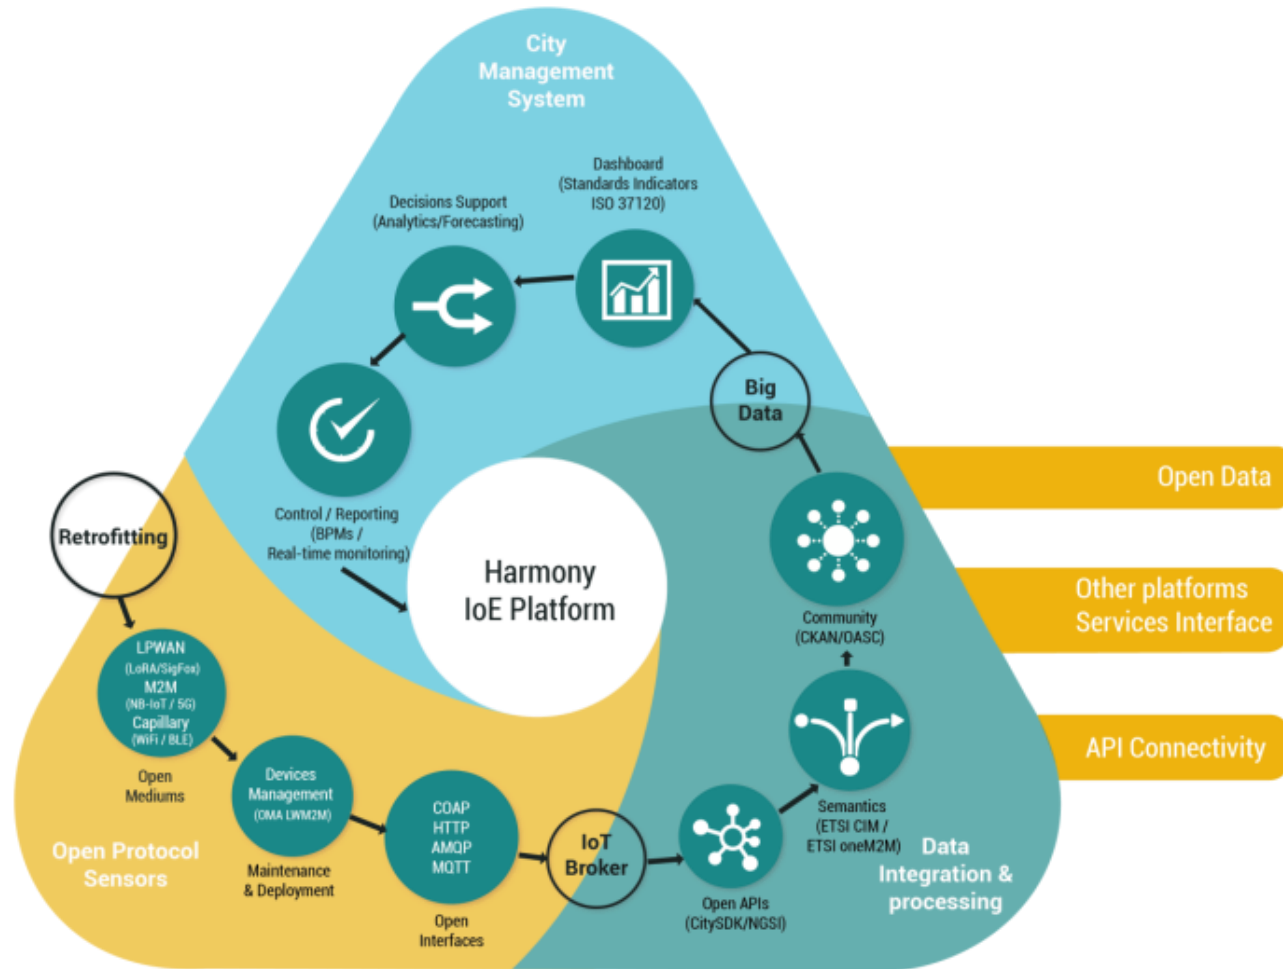 City
Management
System
Dashboard
(Standards Indicators
ISO 37120)
Decisions Support
(Analytics/Forecasting)
Big
Data
Control / Reporting
(BPMs /
Real-time monitoring)
Retrofitting
Harmony
IoE Platform
Open Data
Other platforms
Services Interface
API Connectivity
Community
(CKAN/OASC)
LPWAN
(LoRA/SigFox)
M2M
(NB-IoT / 5G)
Capillary
(WiFi / BLE)
Open
Mediums
Devices
Management
(OMA LWM2M)
Maintenance
& Deployment
COAP
HTTP
AMQP
MQTT
Open
Interfaces
IoT
Broker
Open APIs
(CitySDK/NGSI)
Semantics
(ETSI CIM /
ETSI oneM2M)
Open Protocol
Sensors
Data
Integration &
processing